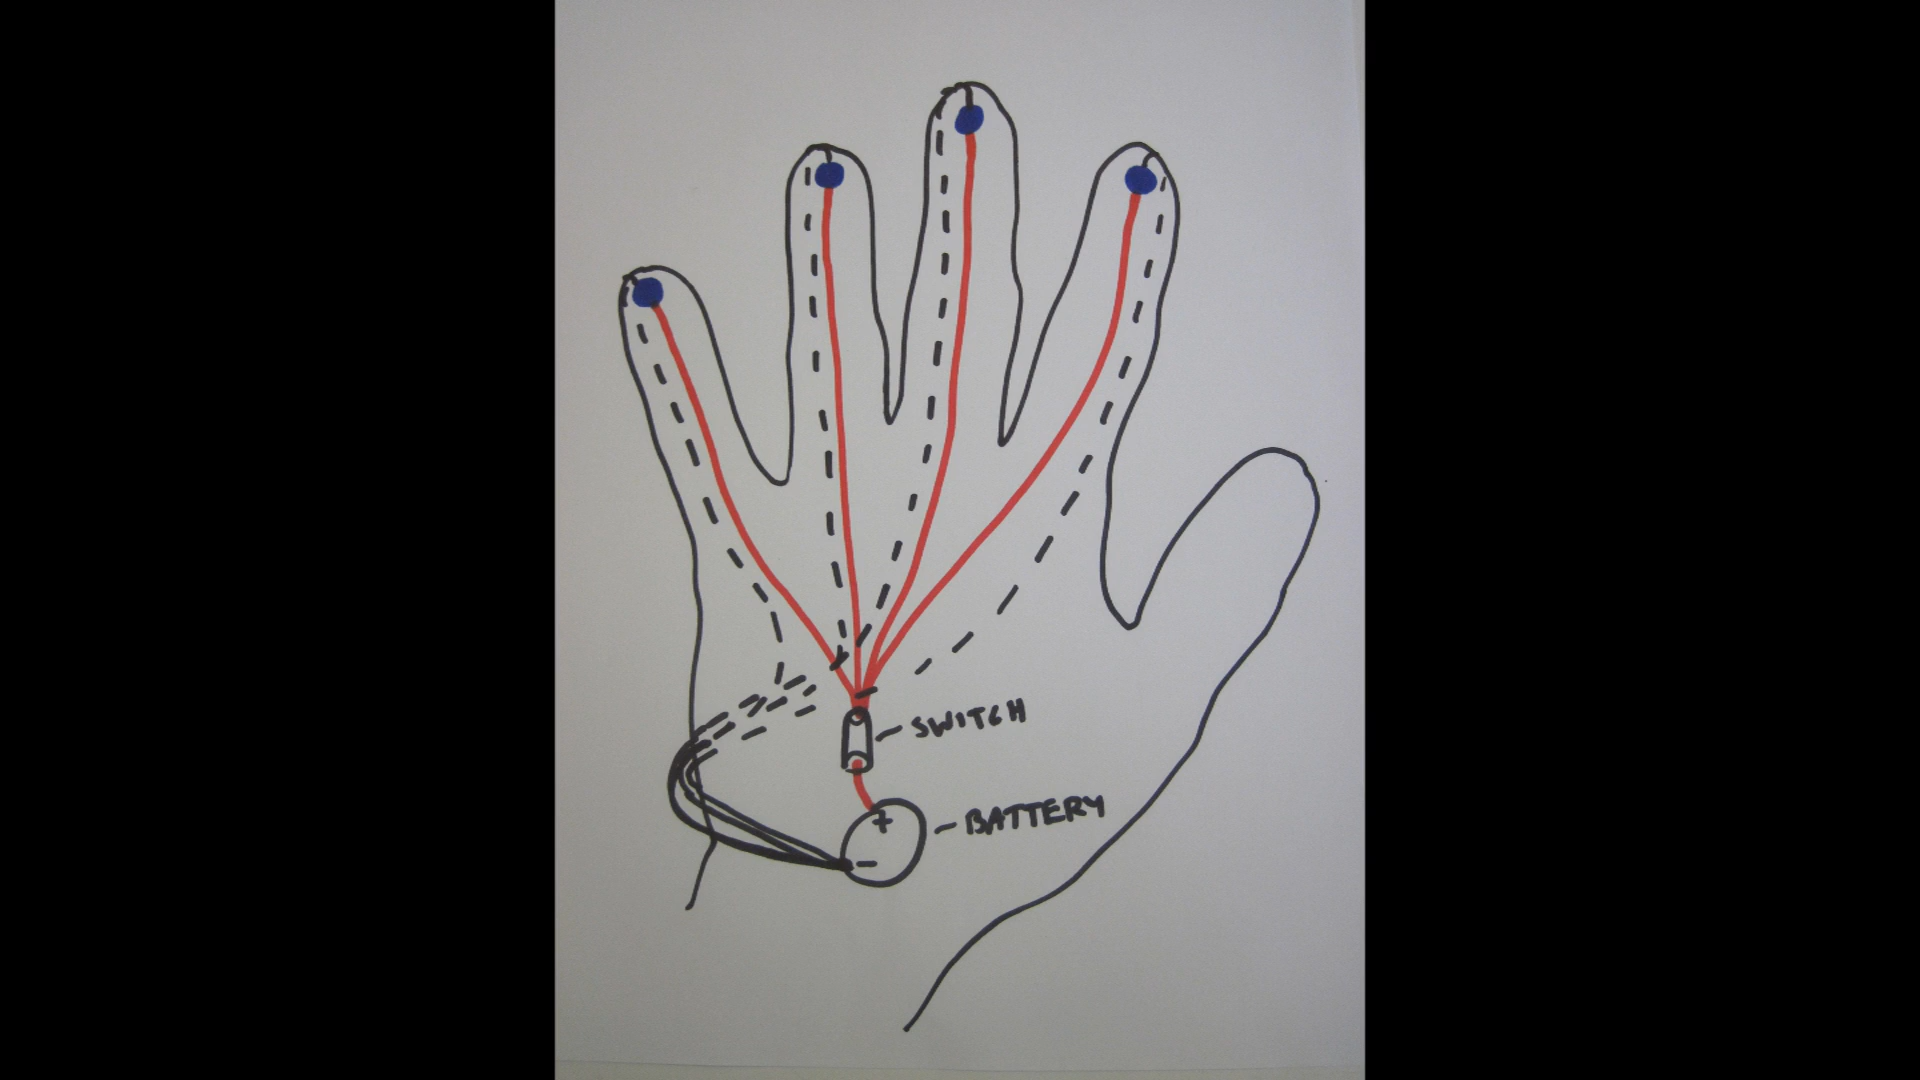 - SWITCH
+
- BATTERY
-